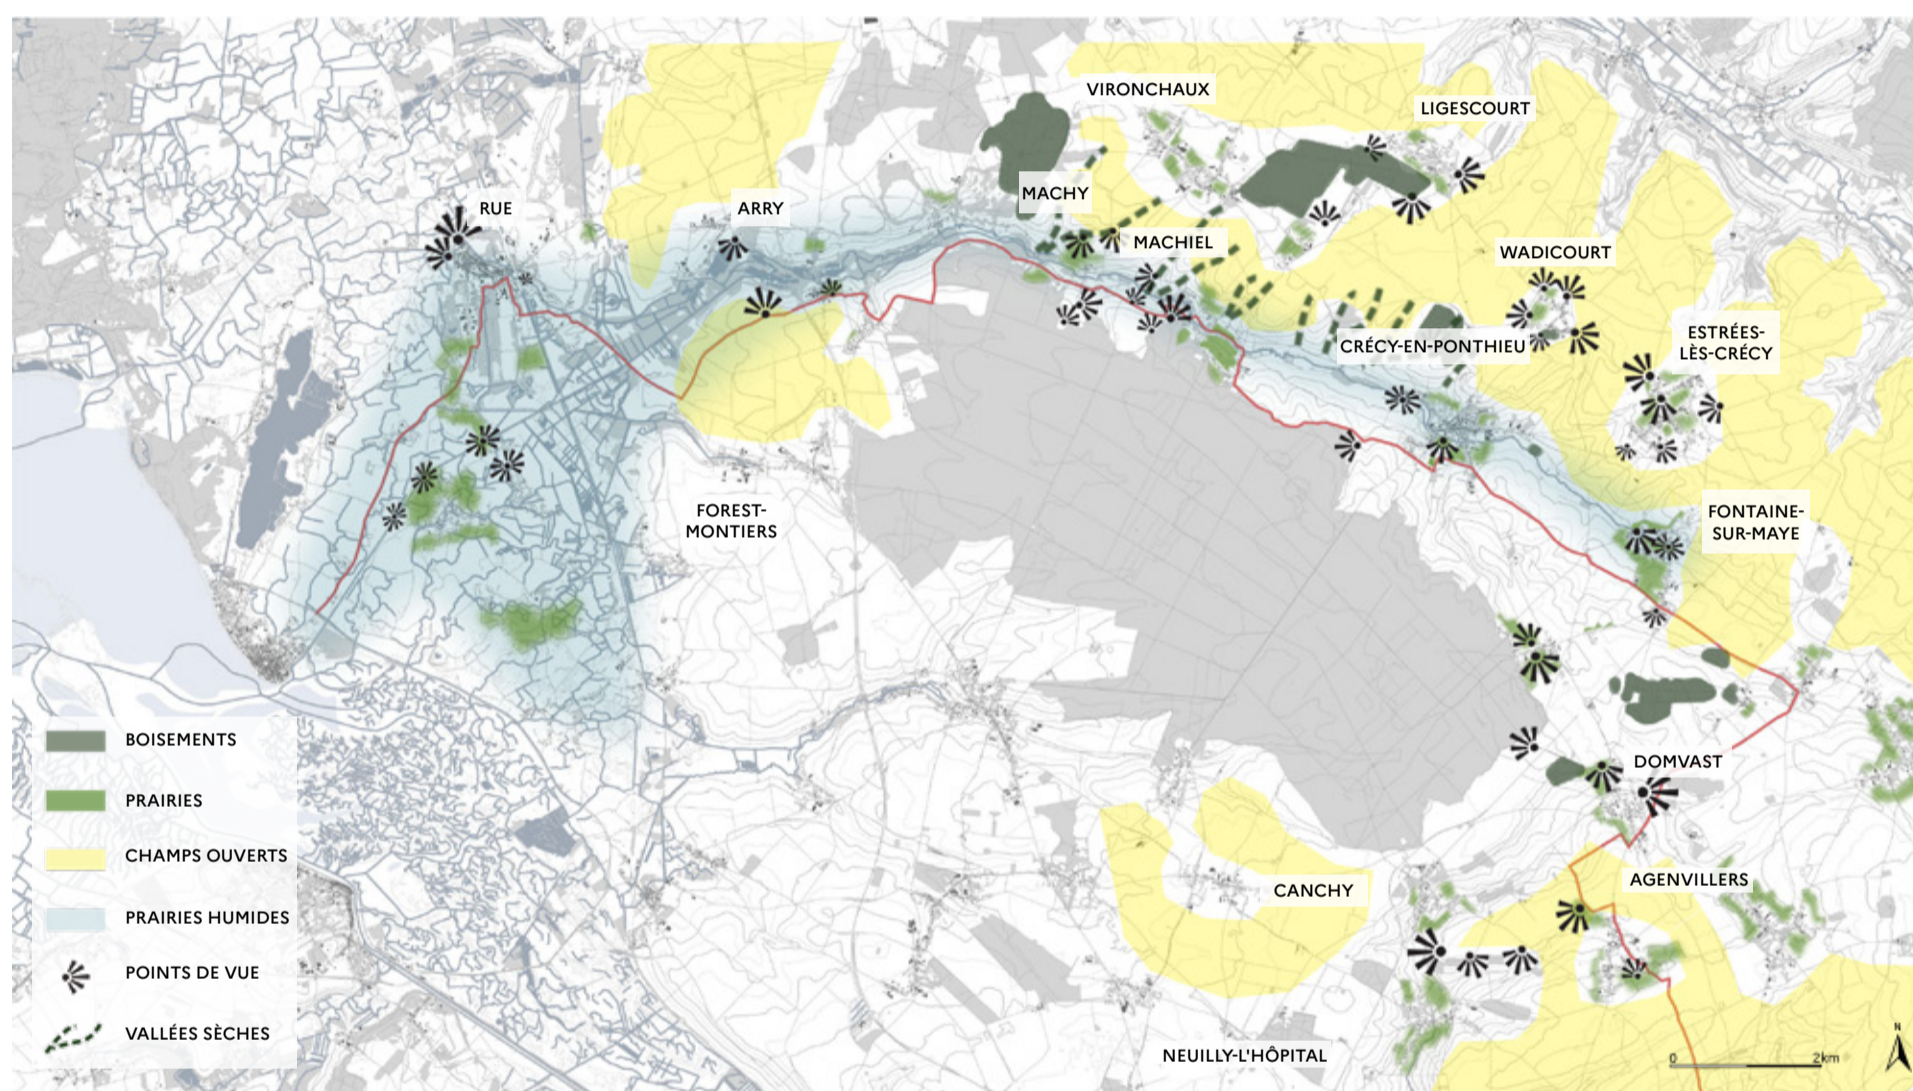 VIRONCHAUX
LIGESCOURT
MACHY
RUE
ARRY
MACHIEL
WADICOURT
CRÉCY-EN-PONTHIEU
ESTRÉES-
LÈS-CRÉCY
FOREST-
MONTIERS
FONTAINE-
SUR-MAYE
DOMVAST
AGENVILLERS
CANCHY
NEUILLY-L'HÔPITAL
BOISEMENTS
PRAIRIES
CHAMPS OUVERTS
PRAIRIES HUMIDES
POINTS DE VUE
VALLÉES SÈCHES
0 2km
N